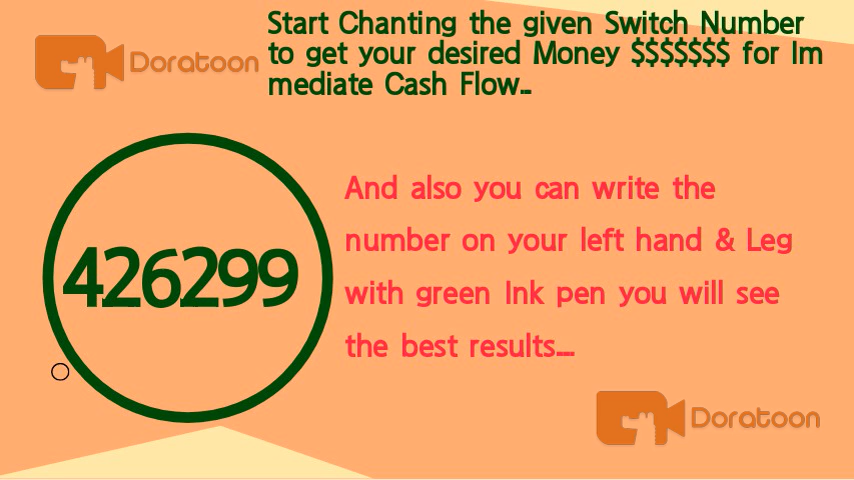 Start Chanting the given Switch Number
to get your desired Money $$$$$$$ for Im
mediate Cash Flow...
Doratoon
And also you can write the
number on your left hand & Leg
with green Ink pen you will see
the best results....
426299
Doratoon